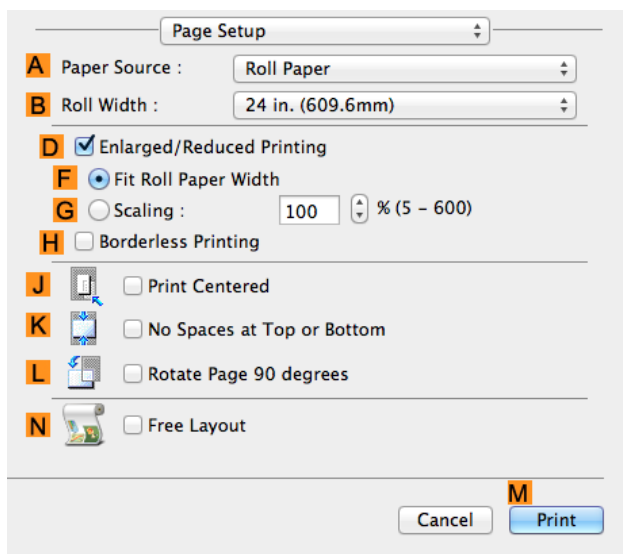 Page Setup
A Paper Source : Roll Paper
B Roll Width : 24 in. (609.6mm)
D Enlarged/Reduced Printing
F Fit Roll Paper Width
G Scaling : 100 % (5 – 600)
H Borderless Printing
J Print Centered
K No Spaces at Top or Bottom
L Rotate Page 90 degrees
N Free Layout
M
Cancel Print